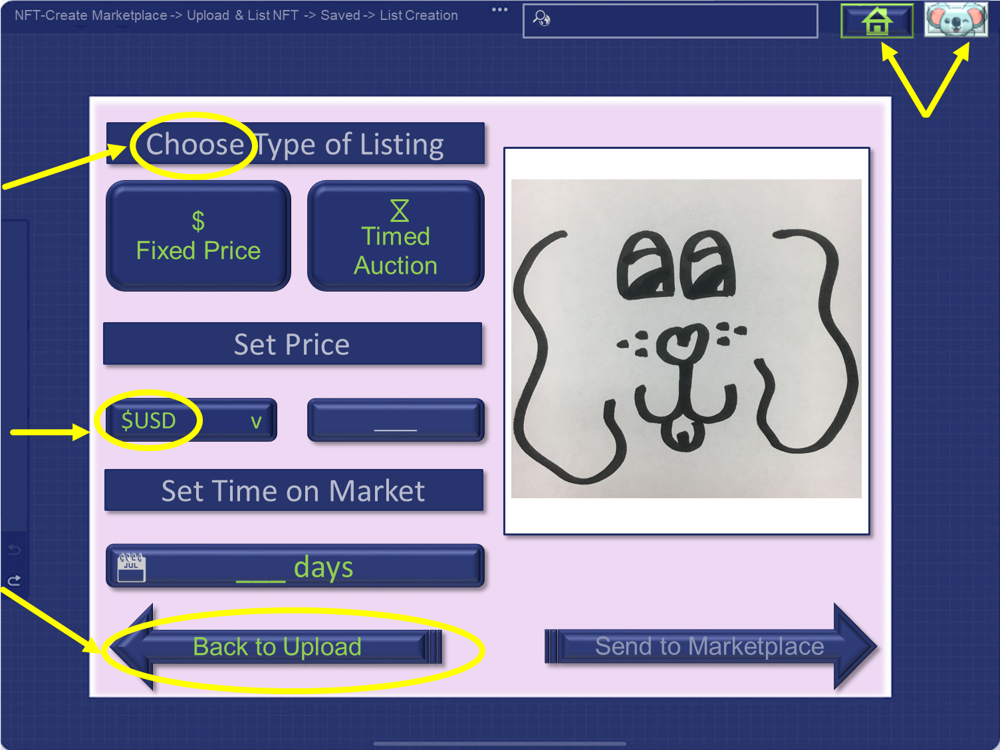 NFT-Create Marketplace -> Upload & List NFT -> Saved -> List Creation
Choose Type of Listing
$
Fixed Price
Timed
Auction
Set Price
$USD v
____
Set Time on Market
JUL
___ days
Back to Upload
Send to Marketplace